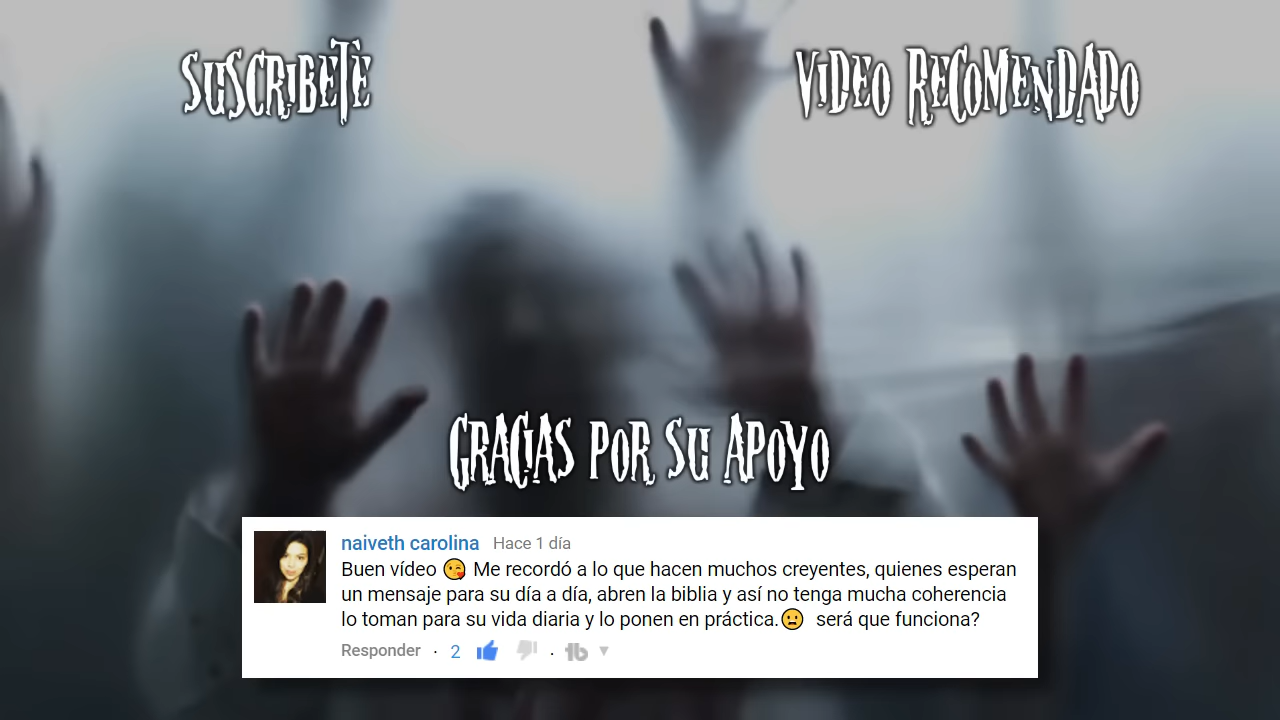 SUSCRIBETE
VIDEO RECOMENDADO
GRACIAS POR SU APOYO
naiveth carolina Hace 1 día
Buen vídeo 😘 Me recordó a lo que hacen muchos creyentes, quienes esperan
un mensaje para su día a día, abren la biblia y así no tenga mucha coherencia
lo toman para su vida diaria y lo ponen en práctica.😐 será que funciona?
Responder · 2 · tb